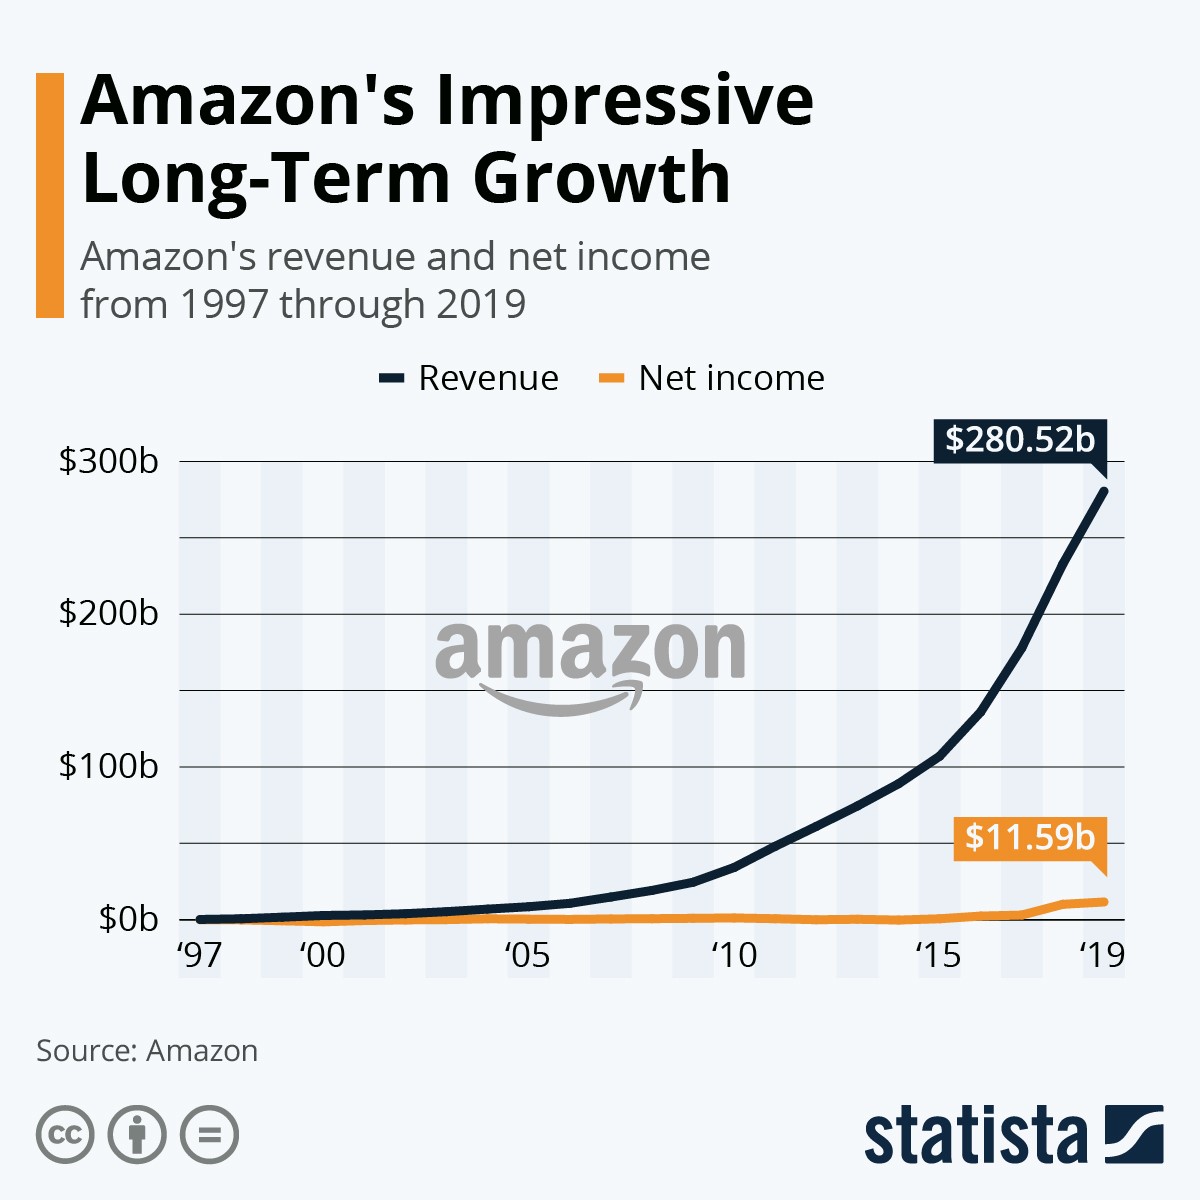 Amazon's Impressive
Long-Term Growth
Amazon's revenue and net income
from 1997 through 2019
Revenue Net income
$280.52b
$300b
$200b
amazon
$100b
$11.59b
$0b
‘97 ‘00 ‘05 ‘10 ‘15 ‘19
Source: Amazon
cc
statista